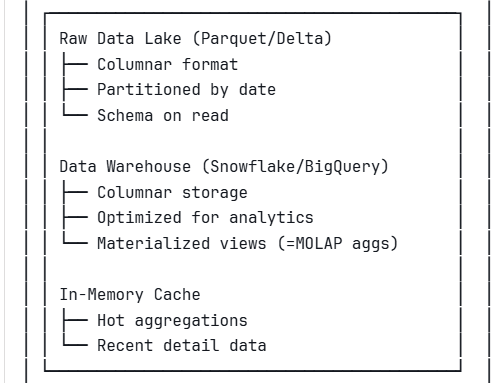 Raw Data Lake (Parquet/Delta)
├── Columnar format
├── Partitioned by date
└── Schema on read
Data Warehouse (Snowflake/BigQuery)
├── Columnar storage
├── Optimized for analytics
└── Materialized views (=MOLAP aggs)
In-Memory Cache
├── Hot aggregations
└── Recent detail data